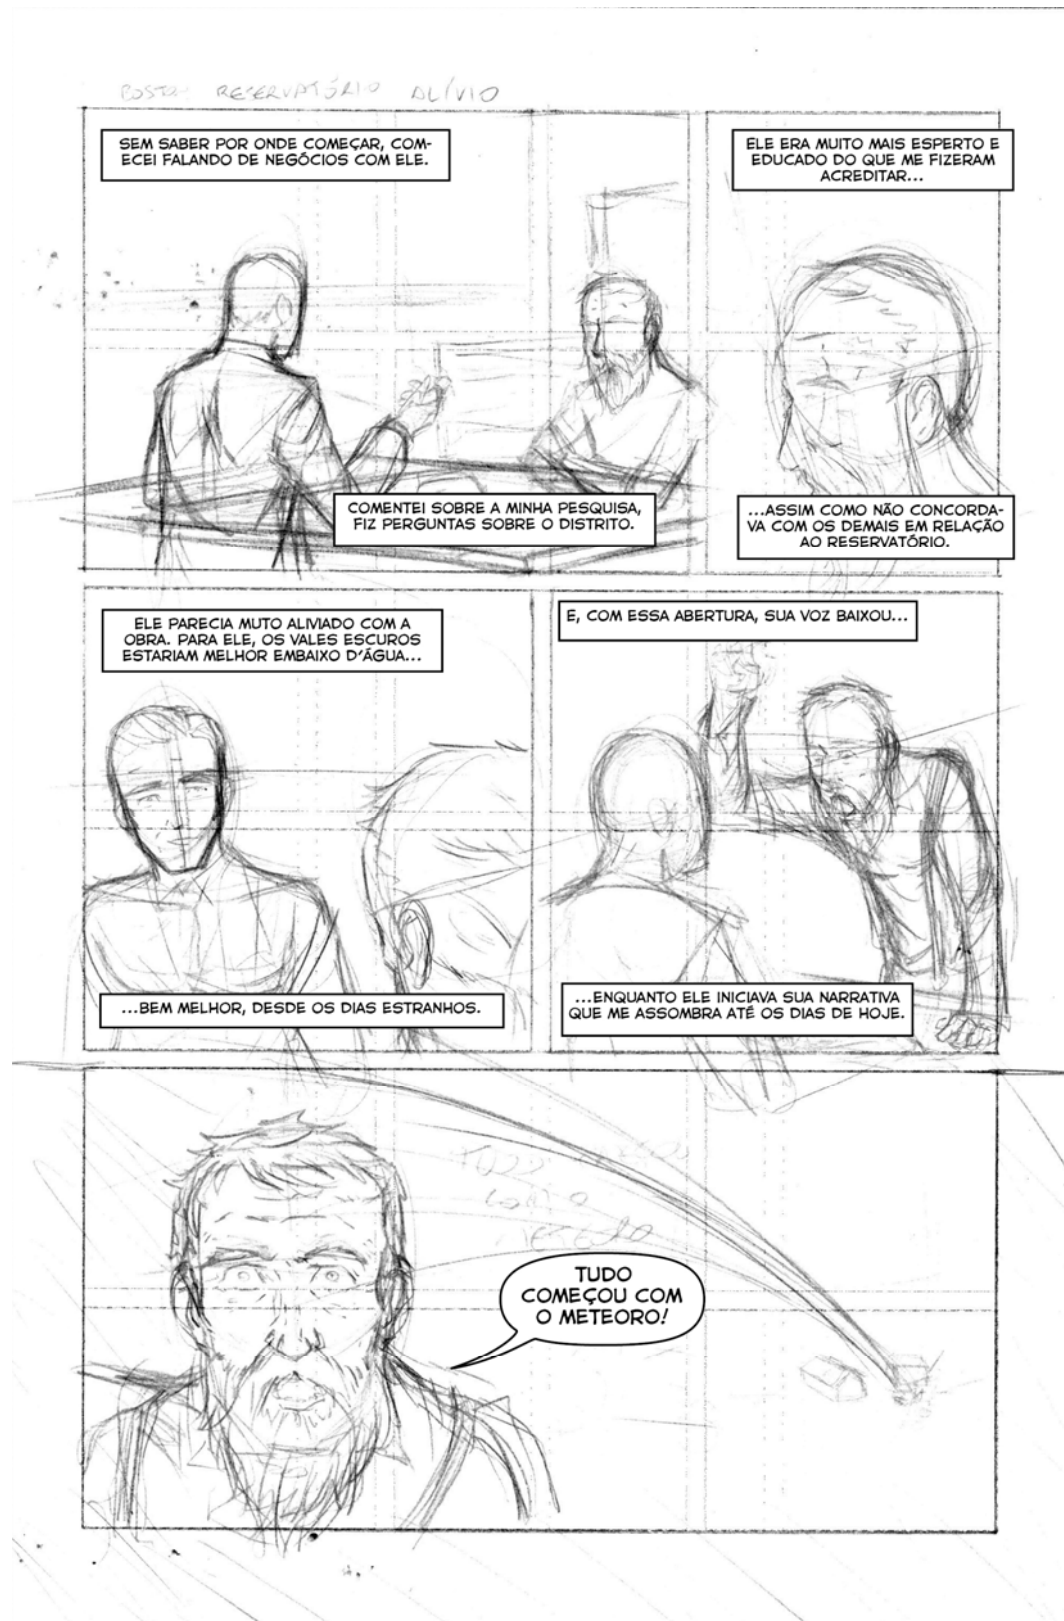 RESERVATÓRIO ALÍVIO
SEM SABER POR ONDE COMEÇAR, COM-
ECEI FALANDO DE NEGÓCIOS COM ELE.
ELE ERA MUITO MAIS ESPERTO E
EDUCADO DO QUE ME FIZERAM
ACREDITAR...
COMENTEI SOBRE A MINHA PESQUISA,
FIZ PERGUNTAS SOBRE O DISTRITO.
...ASSIM COMO NÃO CONCORDA-
VA COM OS DEMAIS EM RELAÇÃO
AO RESERVATÓRIO.
ELE PARECIA MUTO ALIVIADO COM A
OBRA. PARA ELE, OS VALES ESCUROS
ESTARIAM MELHOR EMBAIXO D'ÁGUA...
...BEM MELHOR, DESDE OS DIAS ESTRANHOS.
E, COM ESSA ABERTURA, SUA VOZ BAIXOU...
...ENQUANTO ELE INICIAVA SUA NARRATIVA
QUE ME ASSOMBRA ATÉ OS DIAS DE HOJE.
TUDO
COMEÇOU COM
O METEORO!